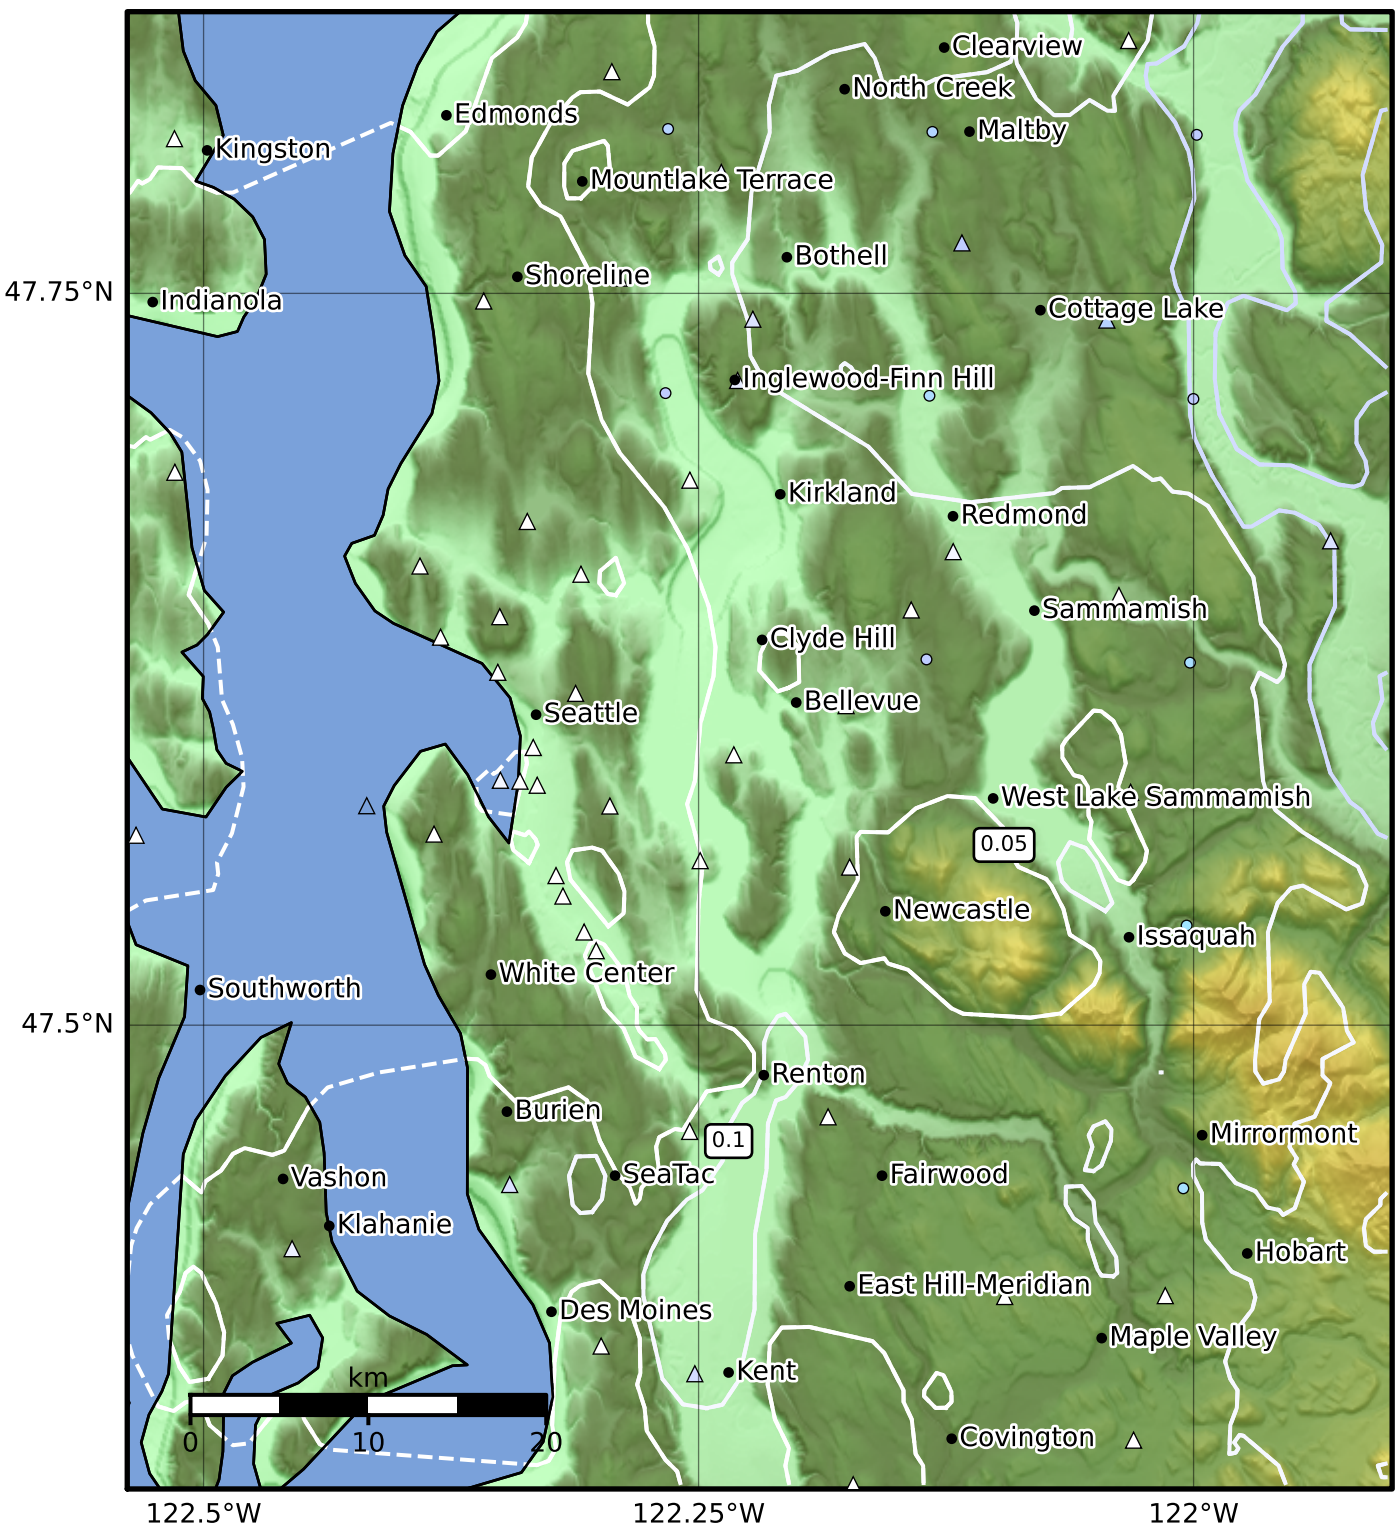 Clearview
North Creek
Edmonds
Maltby
Kingston
Mountlake Terrace
Bothell
Shoreline
47.75°N
Indianola
Cottage Lake
Inglewood-Finn Hill
Kirkland
Redmond
Sammamish
Clyde Hill
Bellevue
Seattle
West Lake Sammamish
0.05
Newcastle
Issaquah
White Center
Southworth
47.5°N
Renton
Burien
0.1
Mirrormont
Vashon
SeaTac
Fairwood
Klahanie
Hobart
East Hill-Meridian
Des Moines
Maple Valley
Kent
km
0 10 20
Covington
122.5°W 122.25°W 122°W